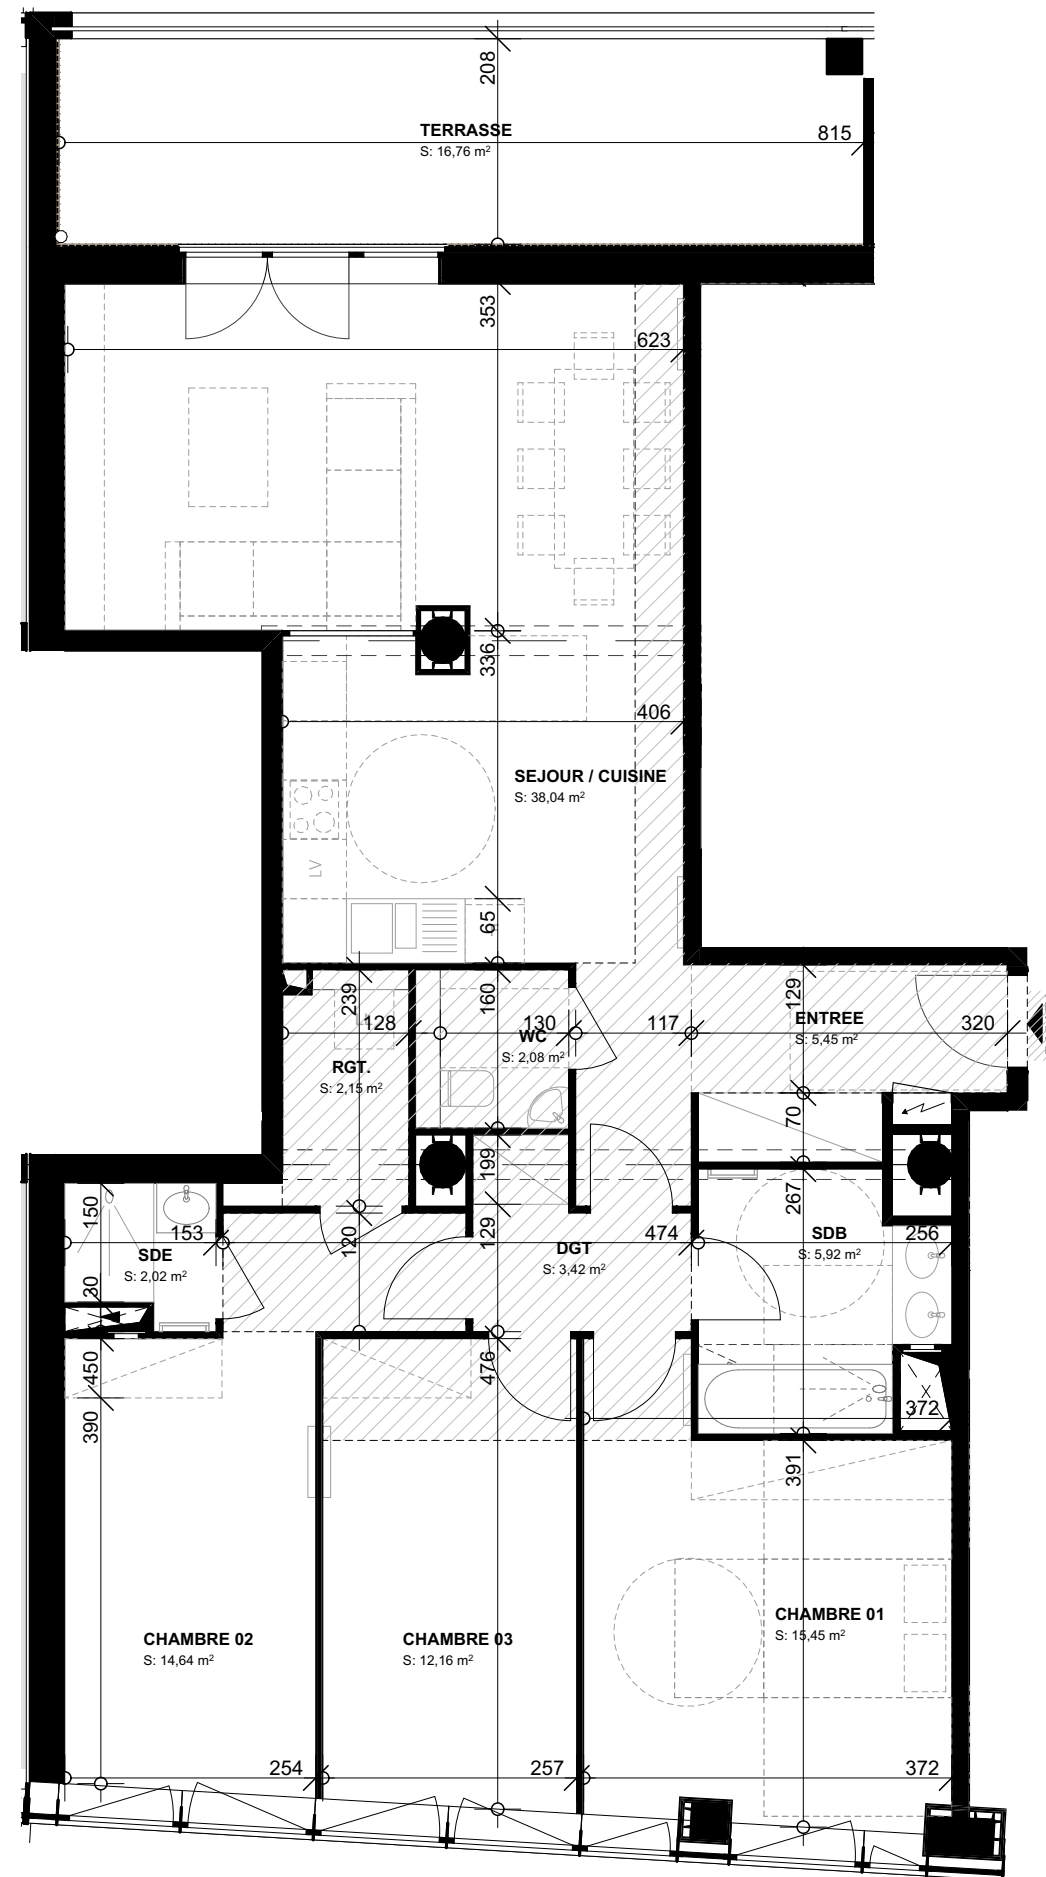 208
TERRASSE
S: 16,76 m²
815
353
623
336
406
SEJOUR / CUISINE
S: 38,04 m²
LV
65
239
128
160
130
WC
S: 2,08 m²
117
129
ENTREE
S: 5,45 m²
320
RGT.
S: 2,15 m²
70
199
150
153
SDE
S: 2,02 m²
30
120
129
DGT
S: 3,42 m²
474
267
SDB
S: 5,92 m²
256
450
390
476
372
391
CHAMBRE 01
S: 15,45 m²
CHAMBRE 02
S: 14,64 m²
CHAMBRE 03
S: 12,16 m²
254
257
372